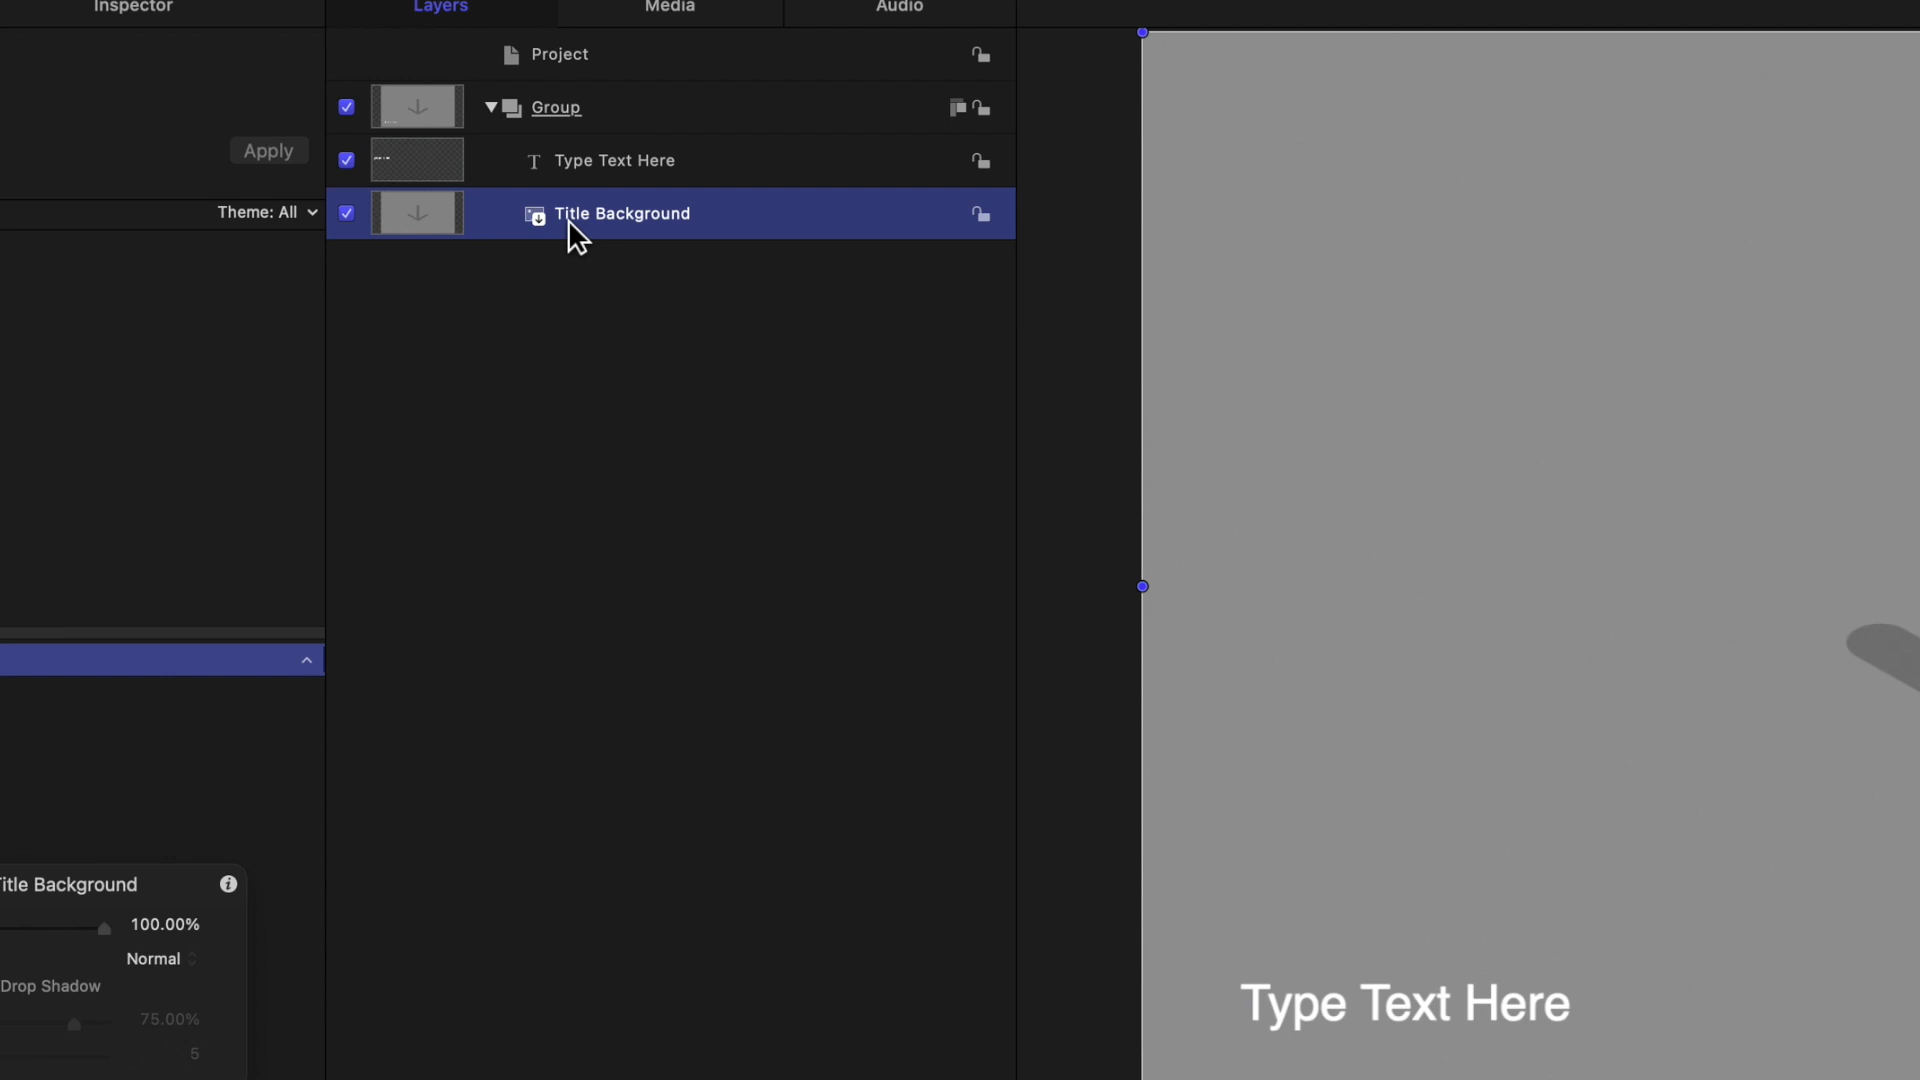 Inspector
Layers
Media
Audio
Project
Group
Apply
Type Text Here
Theme: All
Title Background
Title Background
100.00%
Normal
Drop Shadow
75.00%
5
Type Text Here